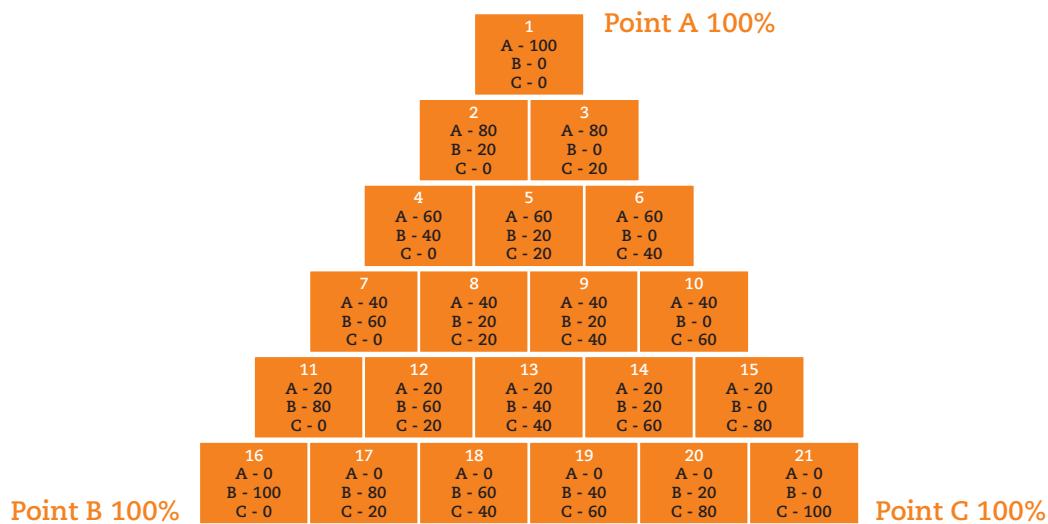 Point A 100%
1
A - 100
B - 0
C - 0
2
A - 80
B - 20
C - 0
3
A - 80
B - 0
C - 20
4
A - 60
B - 40
C - 0
5
A - 60
B - 20
C - 20
6
A - 60
B - 0
C - 40
7
A - 40
B - 60
C - 0
8
A - 40
B - 20
C - 20
9
A - 40
B - 20
C - 40
10
A - 40
B - 0
C - 60
11
A - 20
B - 80
C - 0
12
A - 20
B - 60
C - 20
13
A - 20
B - 40
C - 40
14
A - 20
B - 20
C - 60
15
A - 20
B - 0
C - 80
Point B 100%
16
A - 0
B - 100
C - 0
17
A - 0
B - 80
C - 20
18
A - 0
B - 60
C - 40
19
A - 0
B - 40
C - 60
20
A - 0
B - 20
C - 80
21
A - 0
B - 0
C - 100
Point C 100%